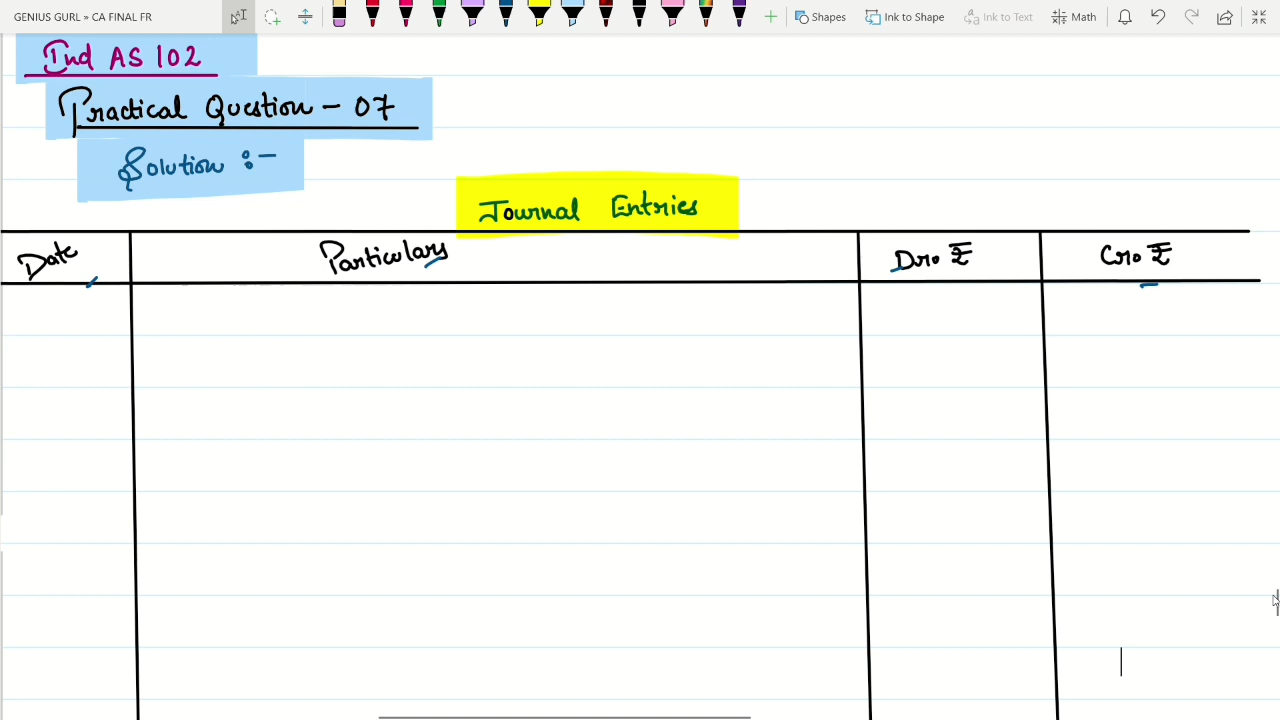 GENIUS GURL » CA FINAL FR
Shapes Ink to Shape Ink to Text Math
Ind AS 102
Practical Question - 07
Solution :-
Journal Entries
Date Particulars Dr. ₹ Cr. ₹